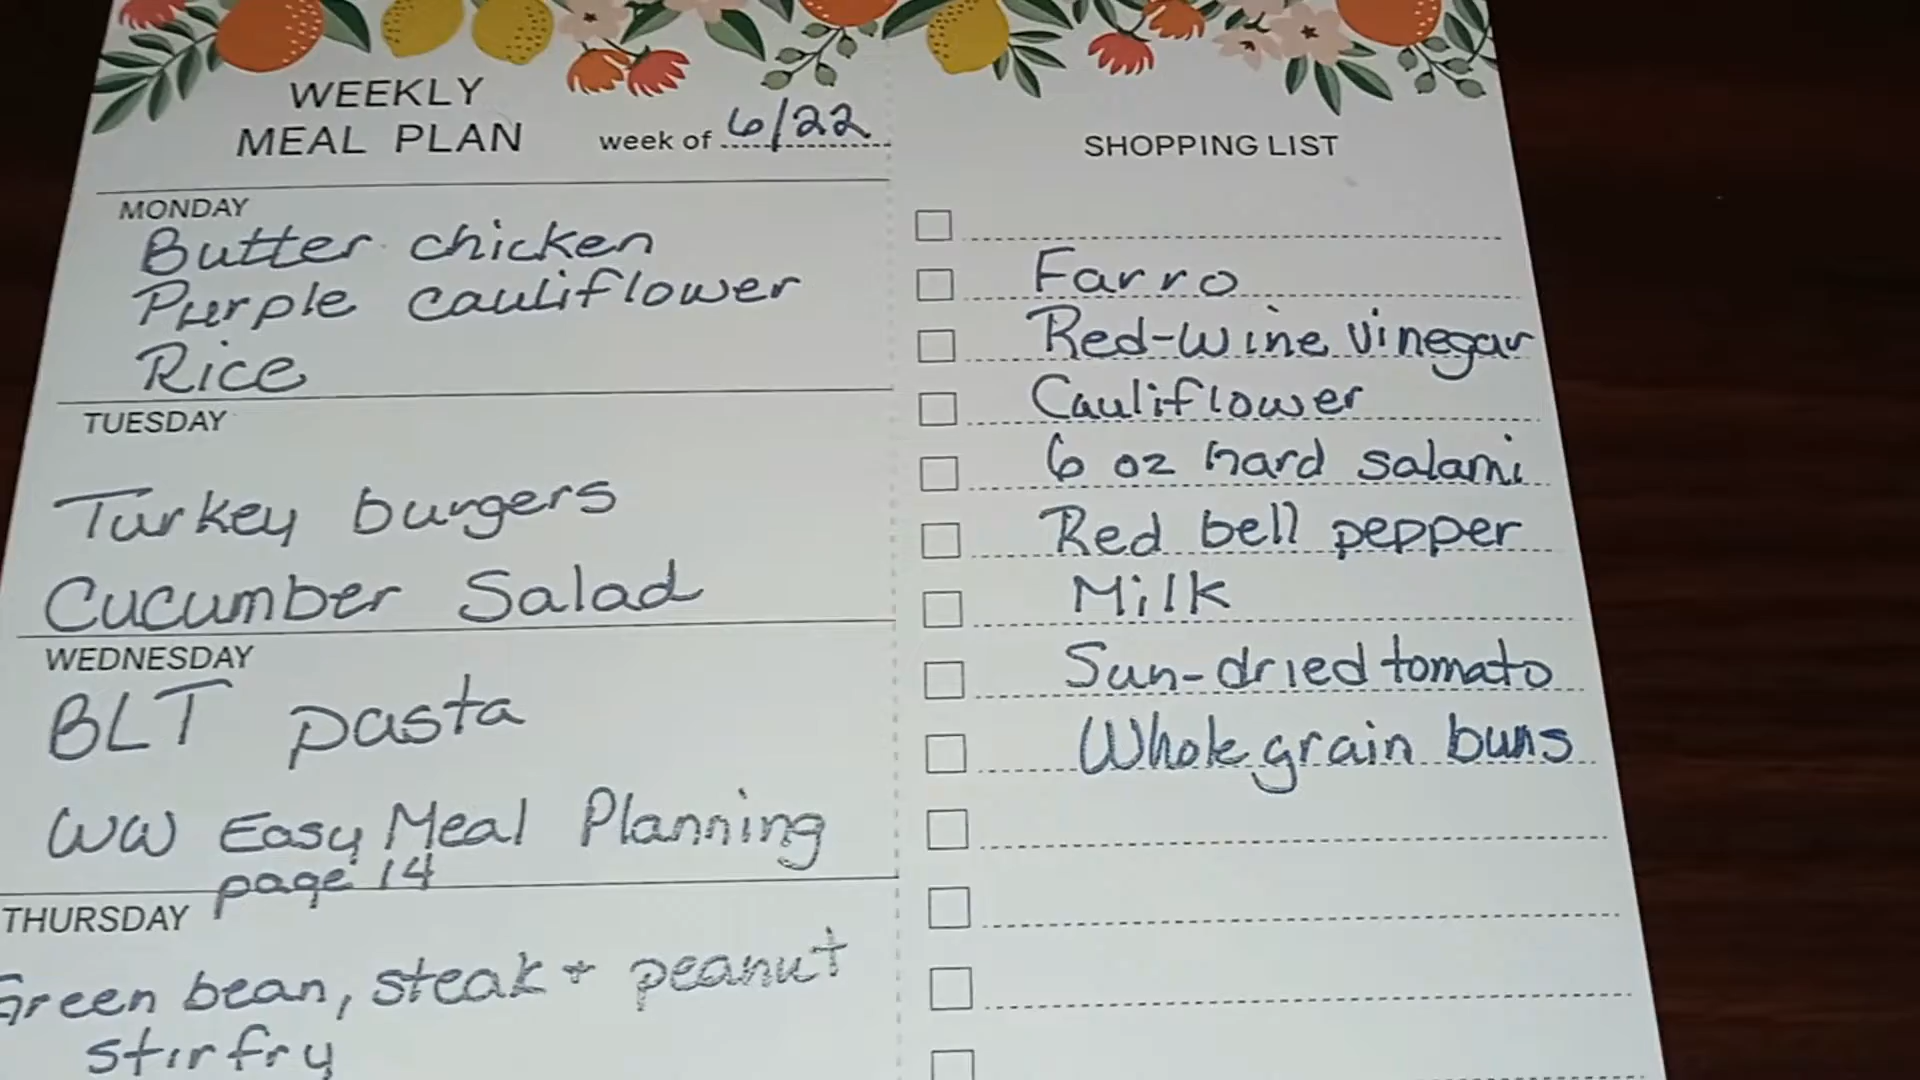 WEEKLY
MEAL PLAN
week of 6/22
MONDAY
Butter chicken
Purple cauliflower
Rice
TUESDAY
Turkey burgers
Cucumber Salad
WEDNESDAY
BLT pasta
WW Easy Meal Planning
page 14
THURSDAY
Green bean, steak + peanut
stir fry
SHOPPING LIST
Farro
Red-wine vinegar
Cauliflower
6 oz hard salami
Red bell pepper
Milk
Sun-dried tomato
Whole grain buns